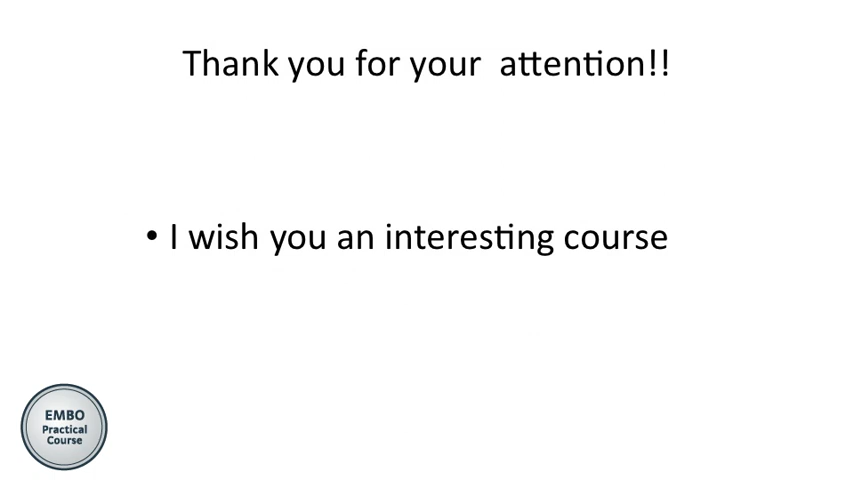 Thank you for your  attention!!
• I wish you an interesting course
EMBO
Practical
Course